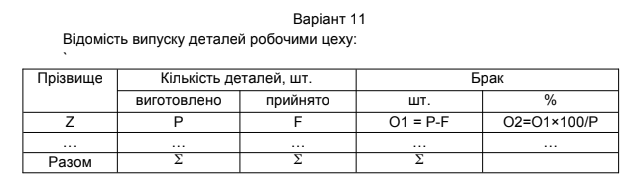 Варіант 11
Відомість випуску деталей робочими цеху:
`
Прізвище Кількість деталей, шт. Брак
виготовлено прийнято шт. %
Z P F O1 = P-F O2=O1×100/P
… … … … …
Разом Σ Σ Σ